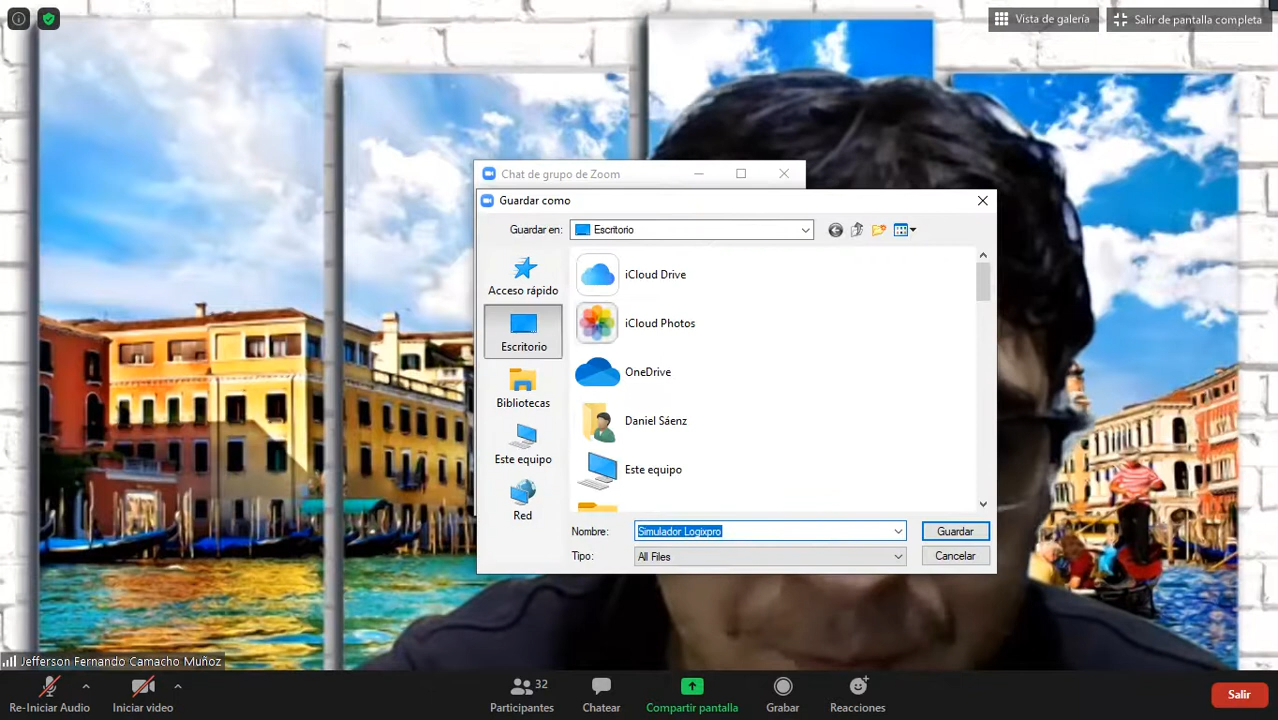 Vista de galería
Salir de pantalla completa
Chat de grupo de Zoom
Guardar como
Guardar en:
Escritorio
Acceso rápido
Escritorio
Bibliotecas
Este equipo
Red
iCloud Drive
iCloud Photos
OneDrive
Daniel Sáenz
Este equipo
Nombre:
Simulador Logixpro
Guardar
Tipo:
All Files
Cancelar
Jefferson Fernando Camacho Muñoz
Re-Iniciar Audio
Iniciar video
32
Participantes
Chatear
Compartir pantalla
Grabar
Reacciones
Salir